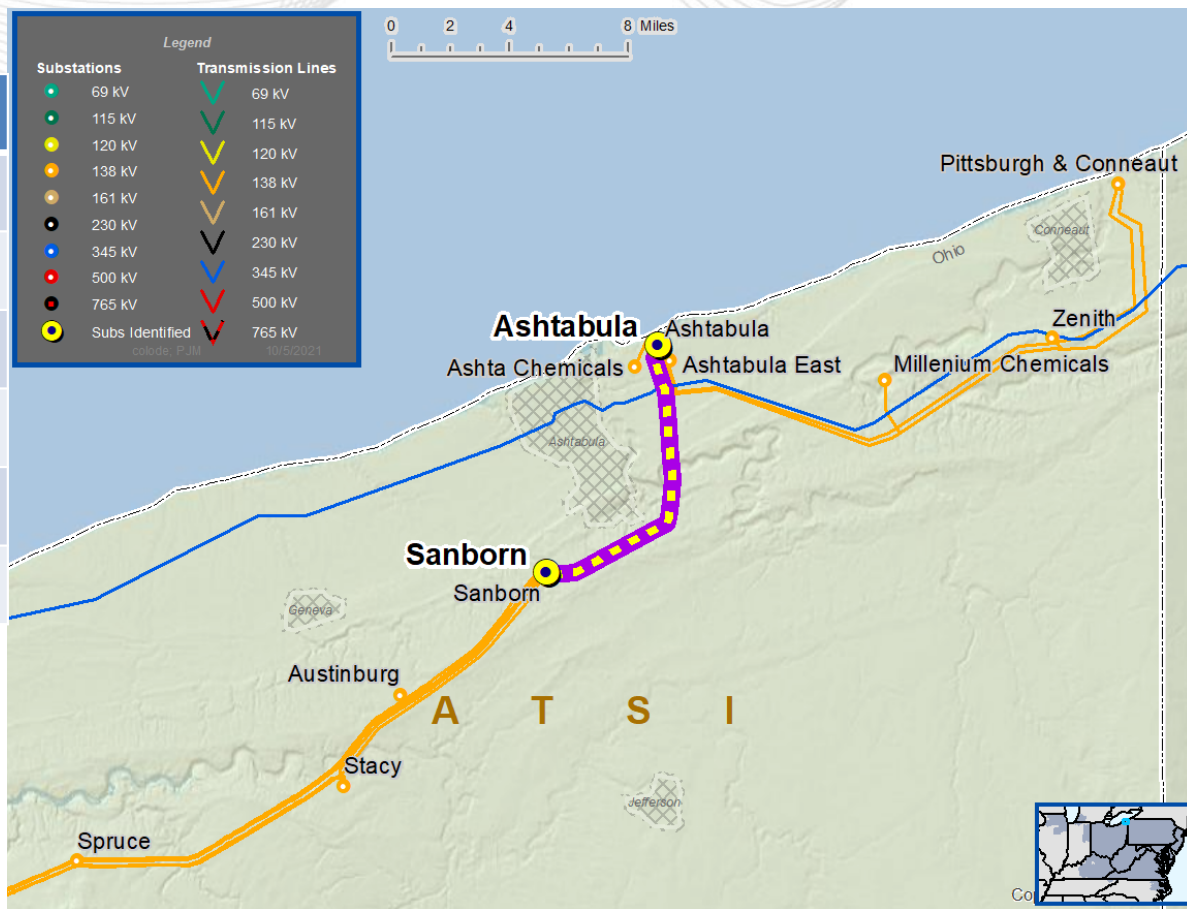 Legend
Substations
Transmission Lines
69 kV
69 kV
115 kV
115 kV
120 kV
120 kV
138 kV
138 kV
161 kV
161 kV
230 kV
230 kV
345 kV
345 kV
500 kV
500 kV
765 kV
765 kV
Subs Identified
colode; PJM 10/5/2021
0 2 4 8 Miles
Pittsburgh & Conneaut
Conneaut
Ohio
Zenith
Ashtabula
Ashtabula
Ashta Chemicals
Ashtabula East
Millenium Chemicals
Ashtabula
Sanborn
Sanborn
Geneva
Austinburg
A T S I
Stacy
Jefferson
Spruce